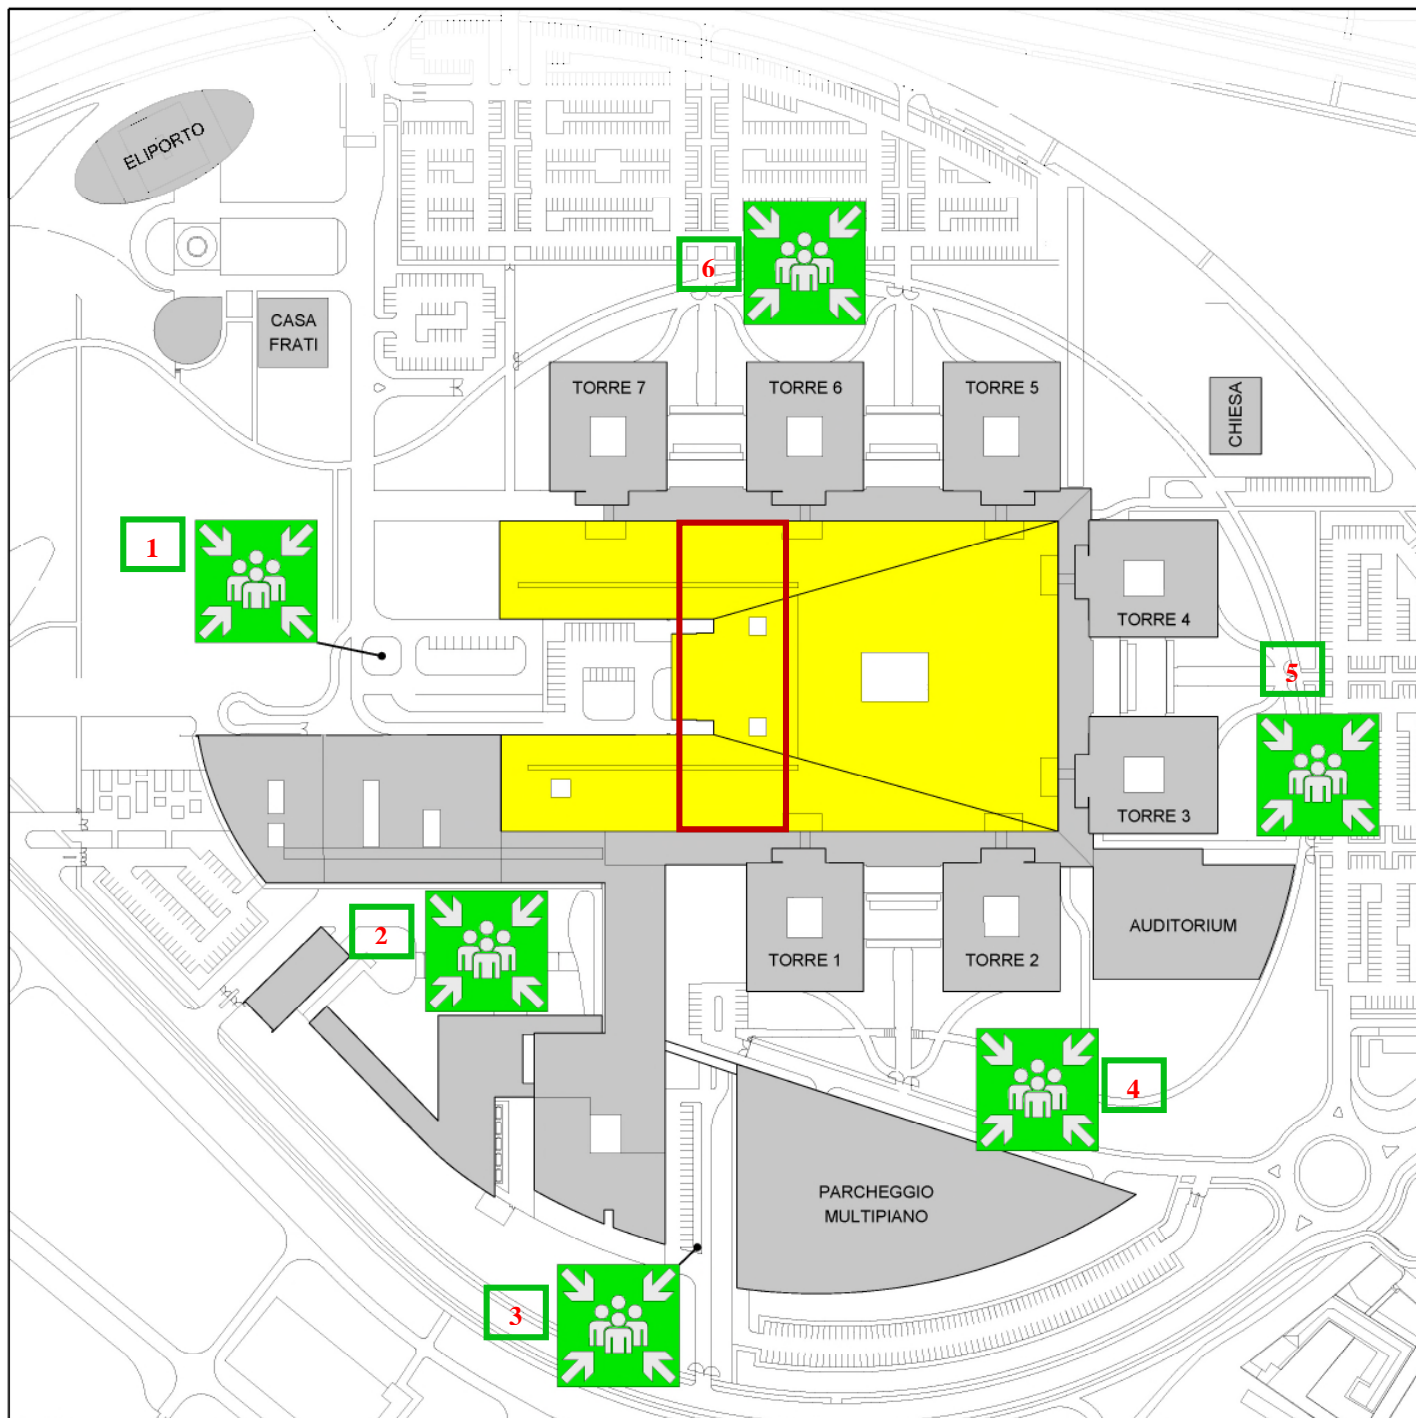 ELIPORTO
6
CASA
FRATI
TORRE 7
TORRE 6
TORRE 5
CHIESA
1
TORRE 4
5
TORRE 3
2
AUDITORIUM
TORRE 1
TORRE 2
4
PARCHEGGIO
MULTIPIANO
3